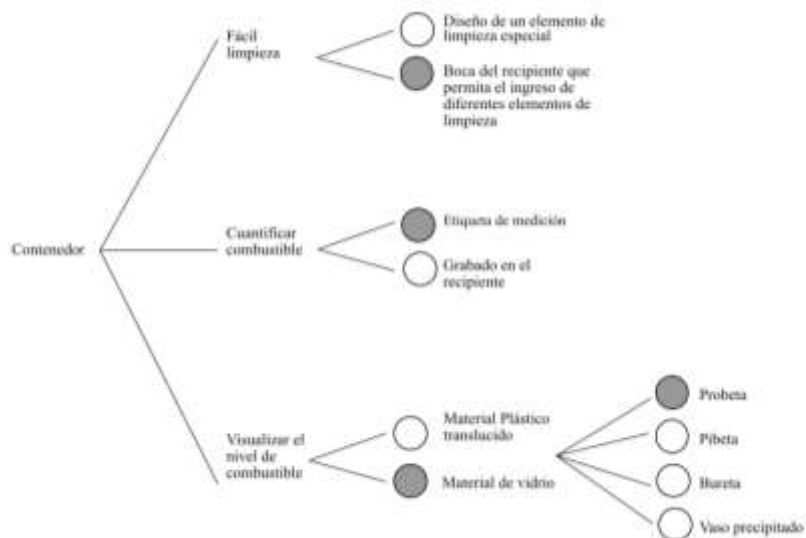 Contenedor
Fácil
limpieza
Diseño de un elemento de
limpieza especial
Boca del recipiente que
permita el ingreso de
diferentes elementos de
limpieza
Cuantificar
combustible
Etiqueta de medición
Grabado en el
recipiente
Visualizar el
nivel de
combustible
Material Plástico
translucido
Material de vidrio
Probeta
Pibeta
Bureta
Vaso precipitado